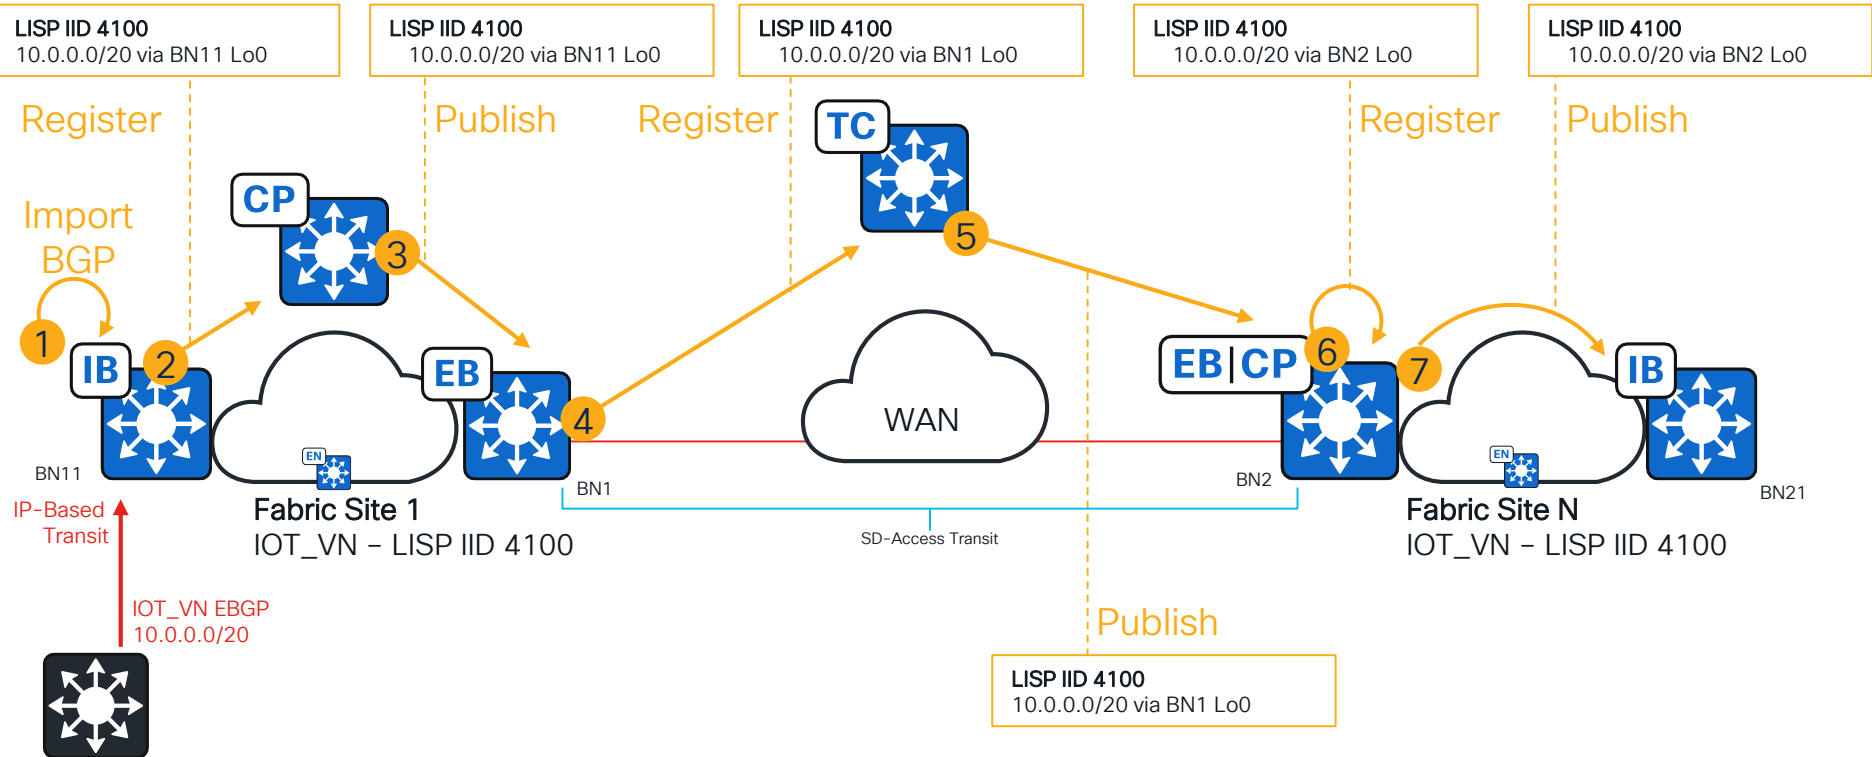 LISP IID 4100
10.0.0.0/20 via BN11 Lo0
LISP IID 4100
10.0.0.0/20 via BN11 Lo0
LISP IID 4100
10.0.0.0/20 via BN1 Lo0
LISP IID 4100
10.0.0.0/20 via BN2 Lo0
LISP IID 4100
10.0.0.0/20 via BN2 Lo0
Register
Publish
Register
Register
Publish
TC
CP
Import
BGP
1
IB
2
3
EB
4
5
WAN
EB|CP
6
7
IB
EN
EN
BN11
BN1
BN2
BN21
IP-Based
Transit
Fabric Site 1
IOT_VN – LISP IID 4100
SD-Access Transit
Fabric Site N
IOT_VN – LISP IID 4100
IOT_VN EBGP
10.0.0.0/20
Publish
LISP IID 4100
10.0.0.0/20 via BN1 Lo0